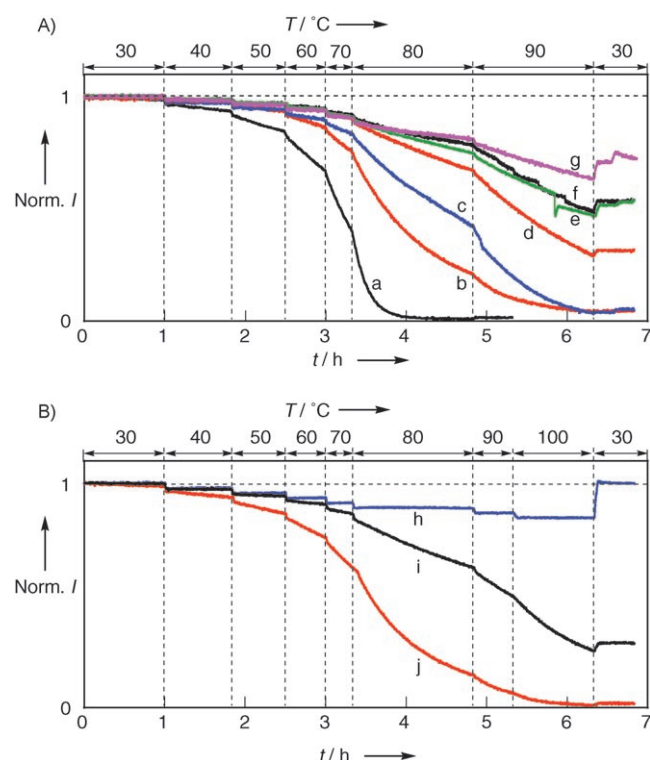 A)
T / °C
30 40 50 60 70 80 90 30
1
Norm. I
0
a b c d e f g
0 1 2 3 4 5 6 7
t / h
B)
T / °C
30 40 50 60 70 80 90 100 30
1
Norm. I
0
h i j
0 1 2 3 4 5 6 7
t / h